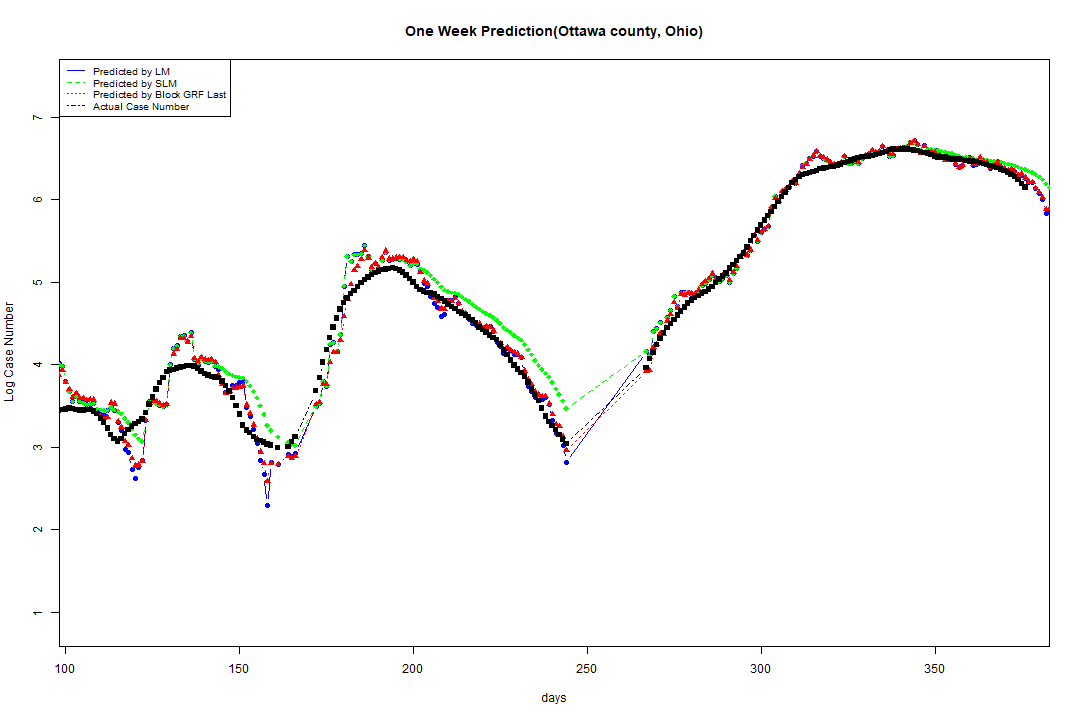 One Week Prediction(Ottawa county, Ohio)
Predicted by LM
Predicted by SLM
Predicted by Block GRF Last
Actual Case Number
Log Case Number
7
6
5
4
3
2
1
100 150 200 250 300 350
days